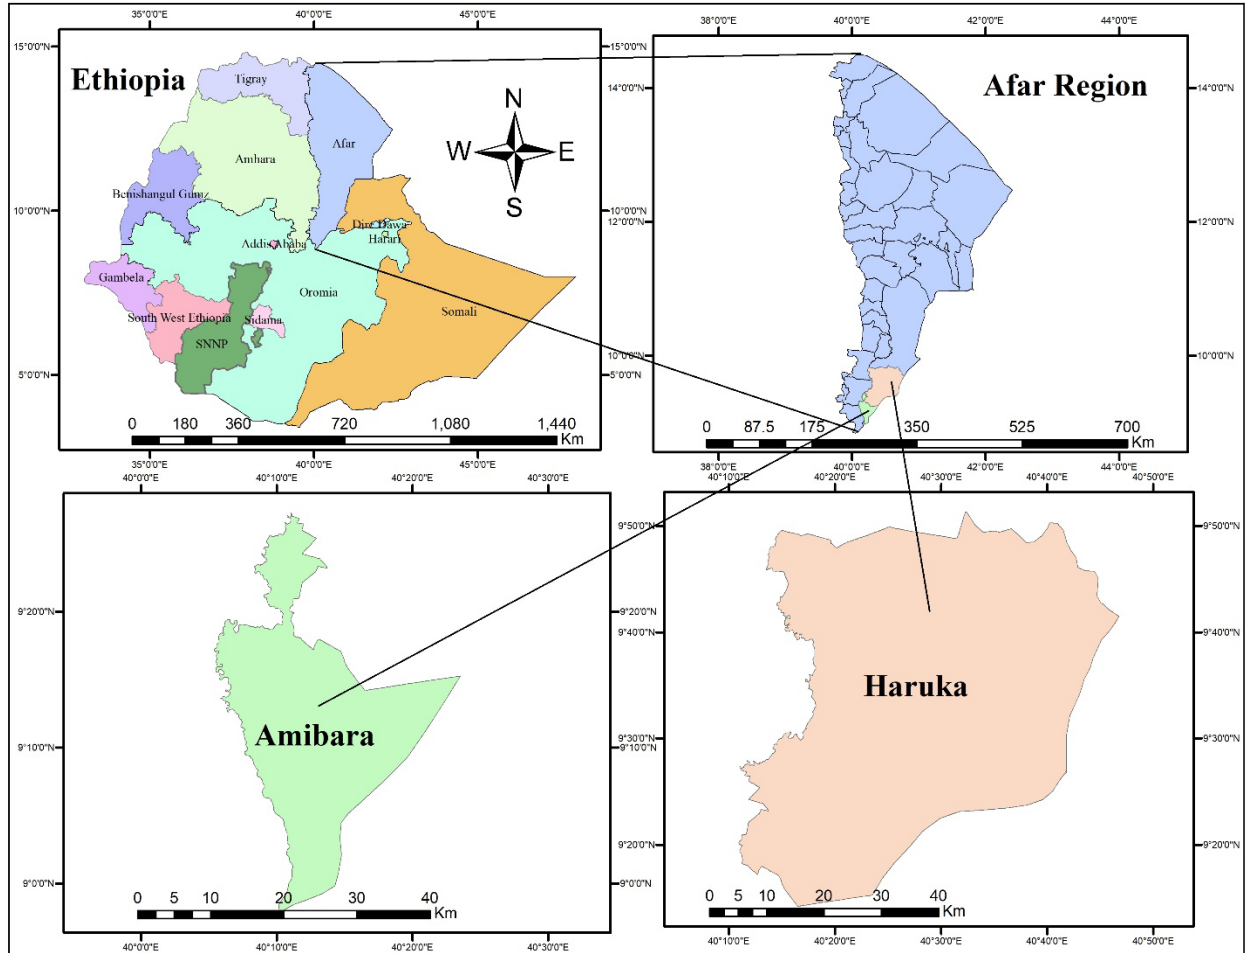 35°0'0"E 40°0'0"E 45°0'0"E
15°0'0"N
10°0'0"N
5°0'0"N
Ethiopia
Tigray
Afar
Amhara
Benishangul Gumz
Dire Dawa
Harari
Addis Ababa
Gambela
Oromia
Somali
South West Ethiopia
Sidama
SNNP
N
W E
S
0 180 360 720 1,080 1,440
Km
35°0'0"E 40°0'0"E 45°0'0"E
38°0'0"E 40°0'0"E 42°0'0"E 44°0'0"E
15°0'0"N
14°0'0"N 14°0'0"N
10°0'0"N
12°0'0"N 12°0'0"N
10°0'0"N 10°0'0"N
5°0'0"N
Afar Region
0 87.5 175 350 525 700
Km
38°0'0"E 40°0'0"E 42°0'0"E 44°0'0"E
40°0'0"E 40°10'0"E 40°20'0"E 40°30'0"E
9°20'0"N
9°10'0"N
9°0'0"N
Amibara
0 5 10 20 30 40
Km
40°0'0"E 40°10'0"E 40°20'0"E 40°30'0"E
40°10'0"E 40°20'0"E 40°30'0"E 40°40'0"E 40°50'0"E
9°50'0"N 9°50'0"N
9°20'0"N
9°40'0"N 9°40'0"N
9°30'0"N 9°30'0"N
9°10'0"N
9°20'0"N 9°20'0"N
9°0'0"N
Haruka
0 5 10 20 30 40
Km
40°10'0"E 40°20'0"E 40°30'0"E 40°40'0"E 40°50'0"E